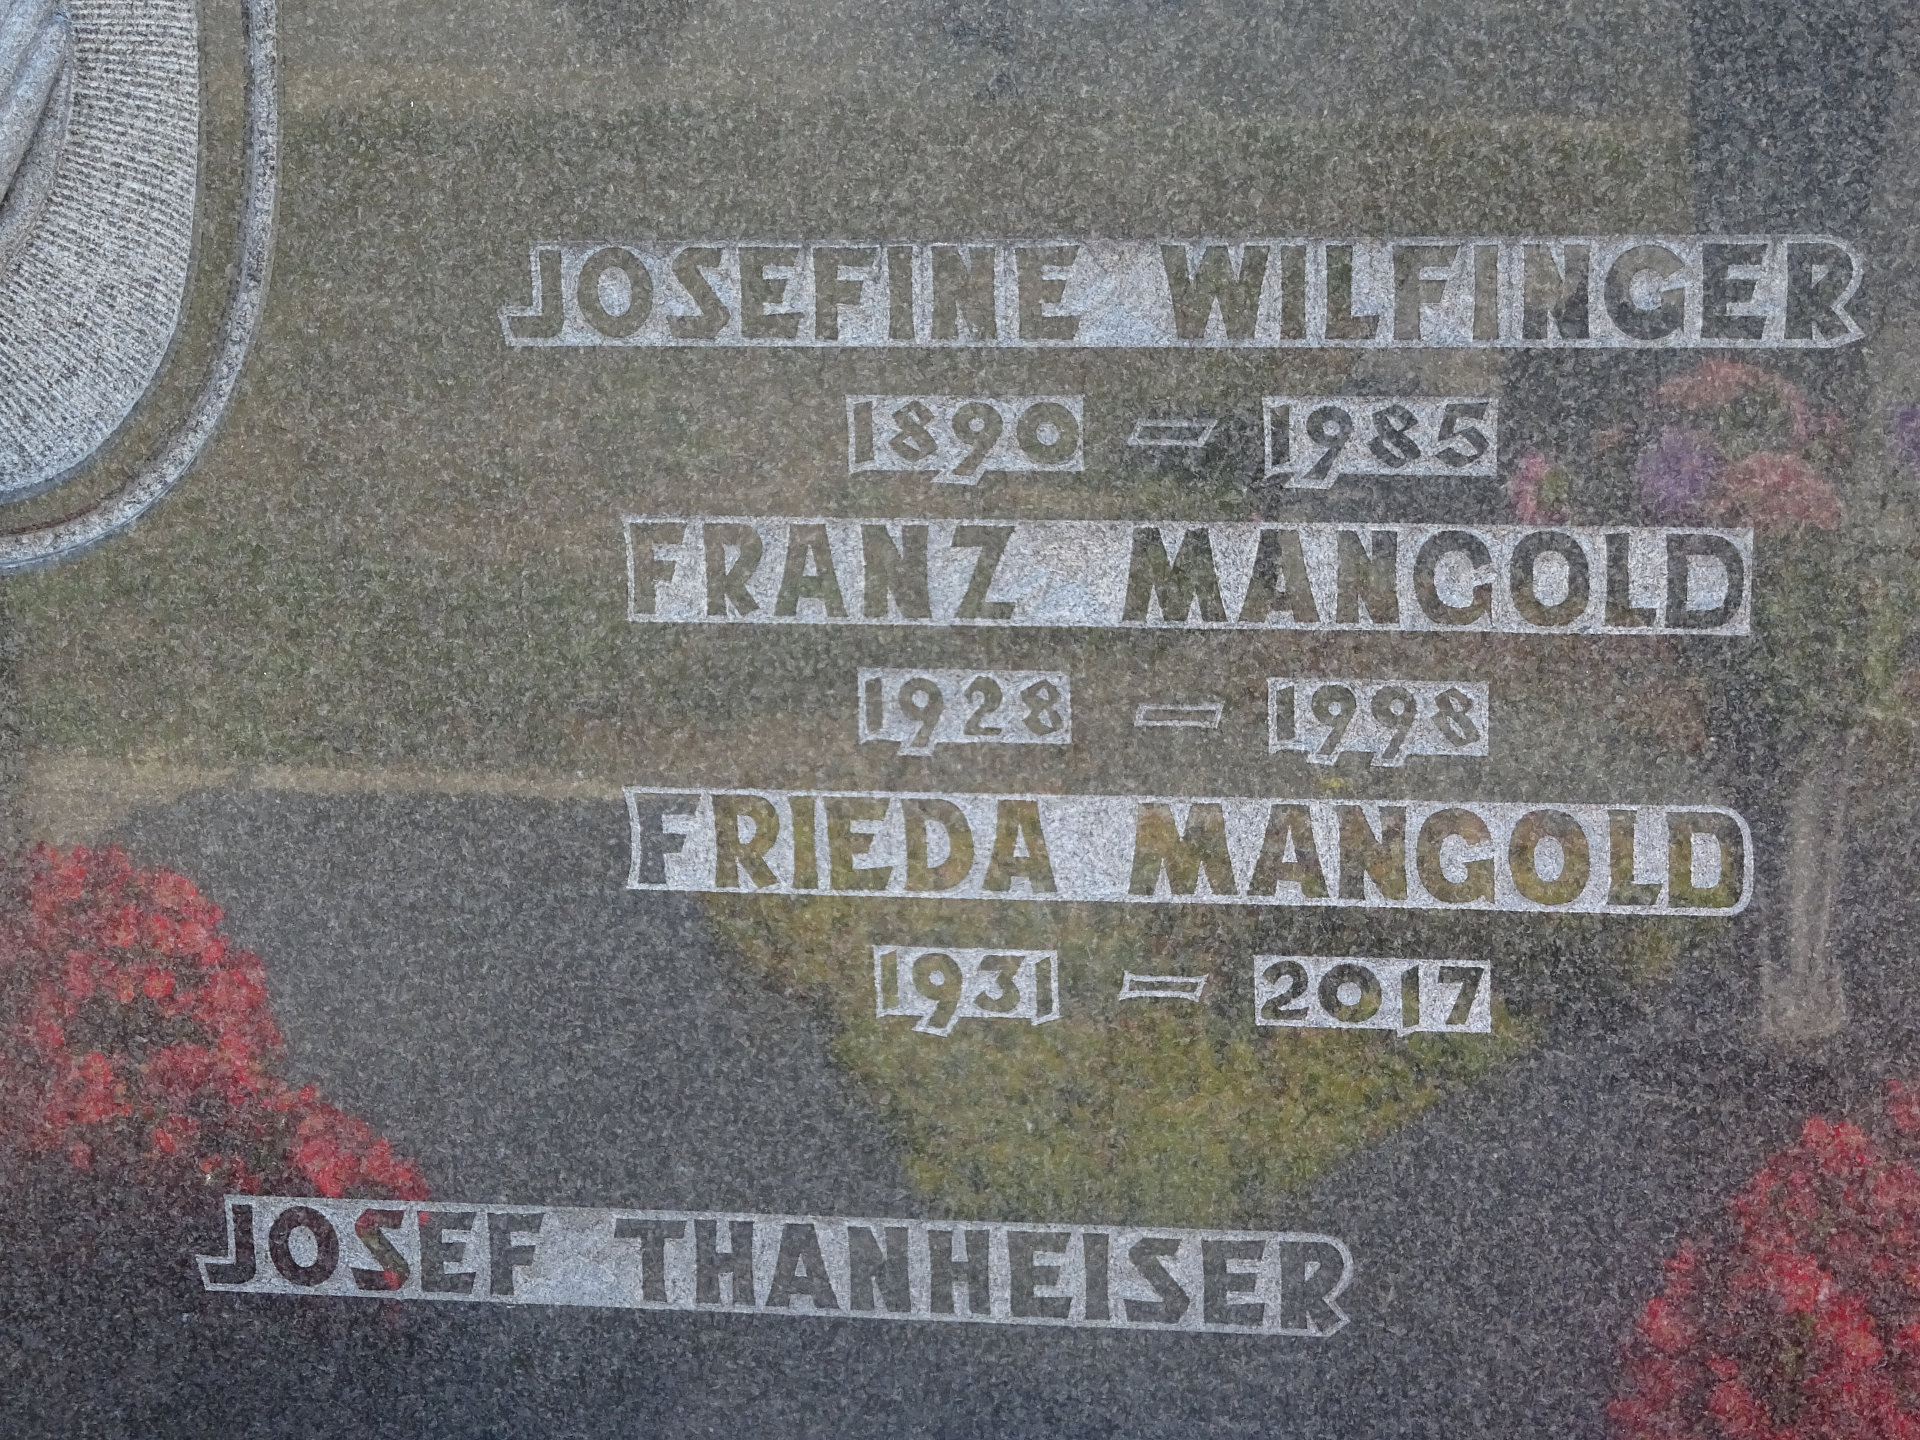 JOSEFINE WILFINGER
1890 – 1985
FRANZ MANGOLD
1928 – 1998
FRIEDA MANGOLD
1931 – 2017
JOSEF THANHEISER